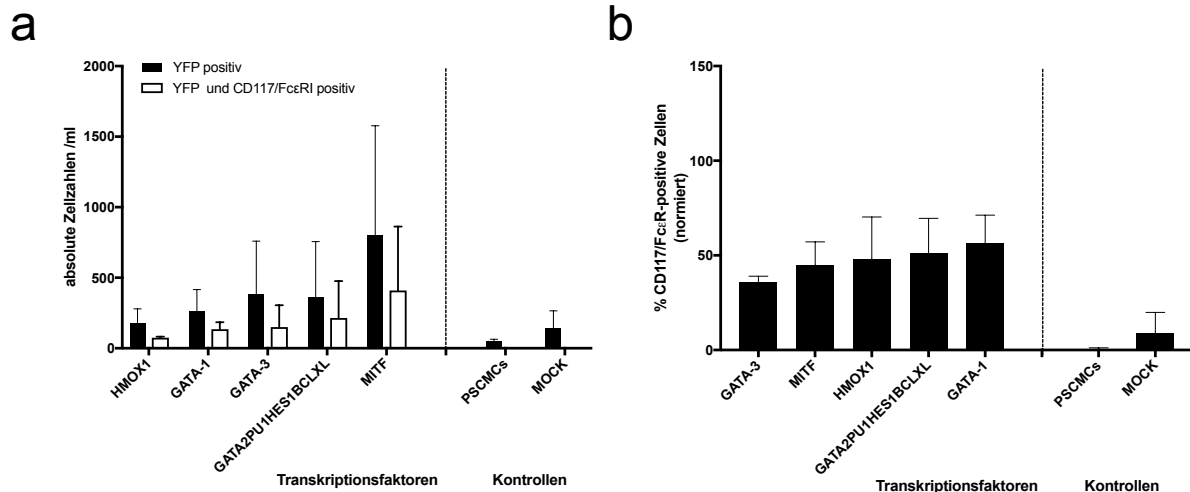 a
YFP positiv
YFP und CD117/FcεRI positiv
absolute Zellzahlen /ml
2000
1500
1000
500
0
HMOX1
GATA-1
GATA-3
GATA2PU1HES1BCLXL
MITF
PSCMCs
MOCK
Transkriptionsfaktoren
Kontrollen
b
% CD117/FcεR-positive Zellen
(normiert)
150
100
50
0
GATA-3
MITF
HMOX1
GATA2PU1HES1BCLXL
GATA-1
PSCMCs
MOCK
Transkriptionsfaktoren
Kontrollen